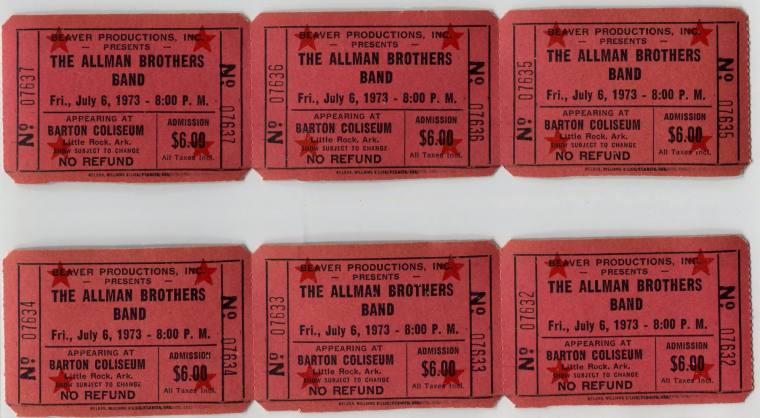 BEAVER PRODUCTIONS, INC.
— PRESENTS —
THE ALLMAN BROTHERS
BAND
Fri., July 6, 1973 - 8:00 P. M.
APPEARING AT
BARTON COLISEUM
Little Rock, Ark.
SHOW SUBJECT TO CHANGE
NO REFUND
ADMISSION
$6.00
All Taxes Incl.
No 07637
No 07637
BEAVER PRODUCTIONS, INC.
— PRESENTS —
THE ALLMAN BROTHERS
BAND
Fri., July 6, 1973 - 8:00 P. M.
APPEARING AT
BARTON COLISEUM
Little Rock, Ark.
SHOW SUBJECT TO CHANGE
NO REFUND
ADMISSION
$6.00
All Taxes Incl.
No 07636
No 07636
BEAVER PRODUCTIONS, INC.
— PRESENTS —
THE ALLMAN BROTHERS
BAND
Fri., July 6, 1973 - 8:00 P. M.
APPEARING AT
BARTON COLISEUM
Little Rock, Ark.
SHOW SUBJECT TO CHANGE
NO REFUND
ADMISSION
$6.00
All Taxes Incl.
No 07635
No 07635
BEAVER PRODUCTIONS, INC.
— PRESENTS —
THE ALLMAN BROTHERS
BAND
Fri., July 6, 1973 - 8:00 P. M.
APPEARING AT
BARTON COLISEUM
Little Rock, Ark.
SHOW SUBJECT TO CHANGE
NO REFUND
ADMISSION
$6.00
All Taxes Incl.
No 07634
No 07634
BEAVER PRODUCTIONS, INC.
— PRESENTS —
THE ALLMAN BROTHERS
BAND
Fri., July 6, 1973 - 8:00 P. M.
APPEARING AT
BARTON COLISEUM
Little Rock, Ark.
SHOW SUBJECT TO CHANGE
NO REFUND
ADMISSION
$6.00
All Taxes Incl.
No 07633
No 07633
BEAVER PRODUCTIONS, INC.
— PRESENTS —
THE ALLMAN BROTHERS
BAND
Fri., July 6, 1973 - 8:00 P. M.
APPEARING AT
BARTON COLISEUM
Little Rock, Ark.
SHOW SUBJECT TO CHANGE
NO REFUND
ADMISSION
$6.00
All Taxes Incl.
No 07632
No 07632